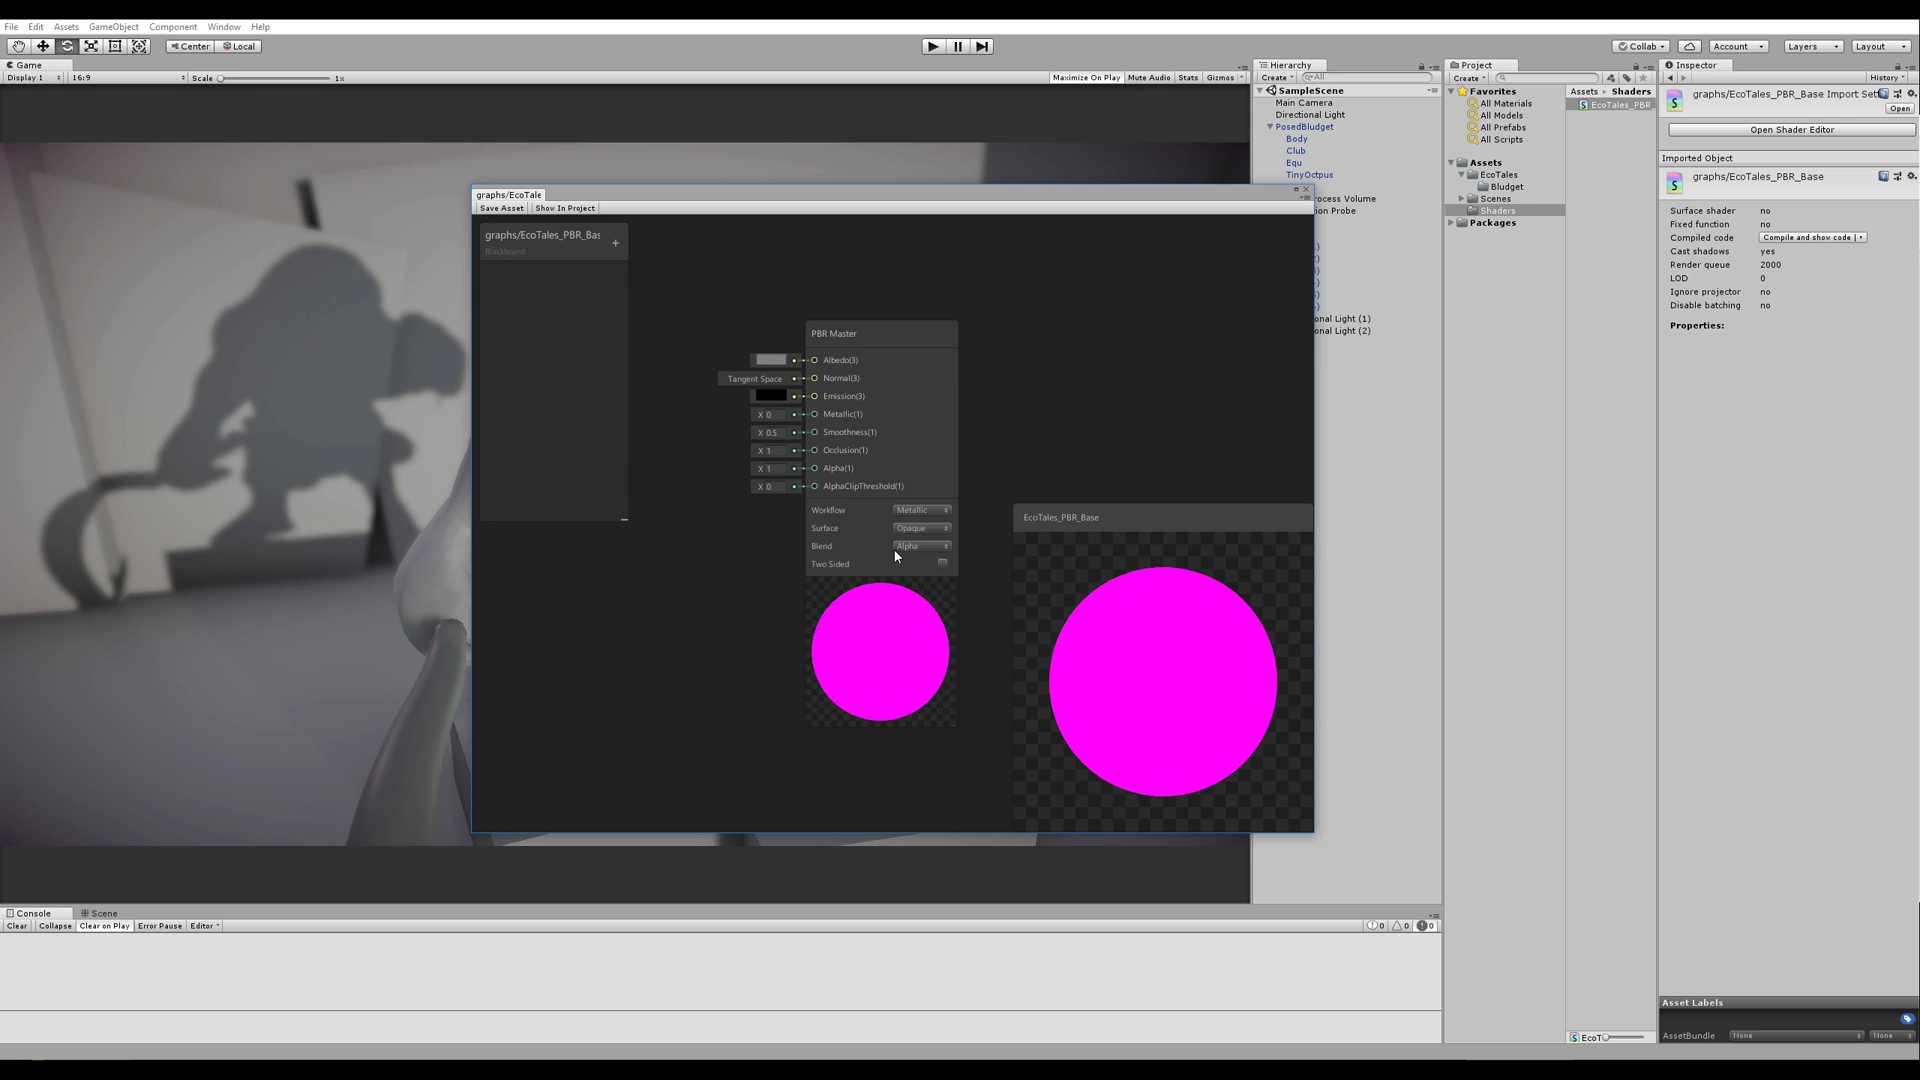 File Edit Assets GameObject Component Window Help
Center Local Collab Account Layers Layout
Game
Display 1 16:9 Scale 1x Maximize On Play Mute Audio Stats Gizmos
Hierarchy
Create All
SampleScene
Main Camera
Directional Light
PosedBludget
Body
Club
Equ
TinyOctpus
rocess Volume
ion Probe
onal Light (1)
onal Light (2)
Project
Create
Favorites
All Materials
All Models
All Prefabs
All Scripts
Assets
EcoTales
Bludget
Scenes
Shaders
Packages
Assets Shaders
EcoTales_PBR
EcoT
Inspector
History
graphs/EcoTales_PBR_Base Import Set
Open
Open Shader Editor
Imported Object
graphs/EcoTales_PBR_Base
Surface shader no
Fixed function no
Compiled code Compile and show code
Cast shadows yes
Render queue 2000
LOD 0
Ignore projector no
Disable batching no
Properties:
Asset Labels
AssetBundle None None
graphs/EcoTale
Save Asset Show In Project
graphs/EcoTales_PBR_Bas +
Blackboard
PBR Master
Albedo(3)
Tangent Space Normal(3)
Emission(3)
X 0 Metallic(1)
X 0.5 Smoothness(1)
X 1 Occlusion(1)
X 1 Alpha(1)
X 0 AlphaClipThreshold(1)
Workflow Metallic
Surface Opaque
Blend Alpha
Two Sided
EcoTales_PBR_Base
Console Scene
Clear Collapse Clear on Play Error Pause Editor 0 0 0